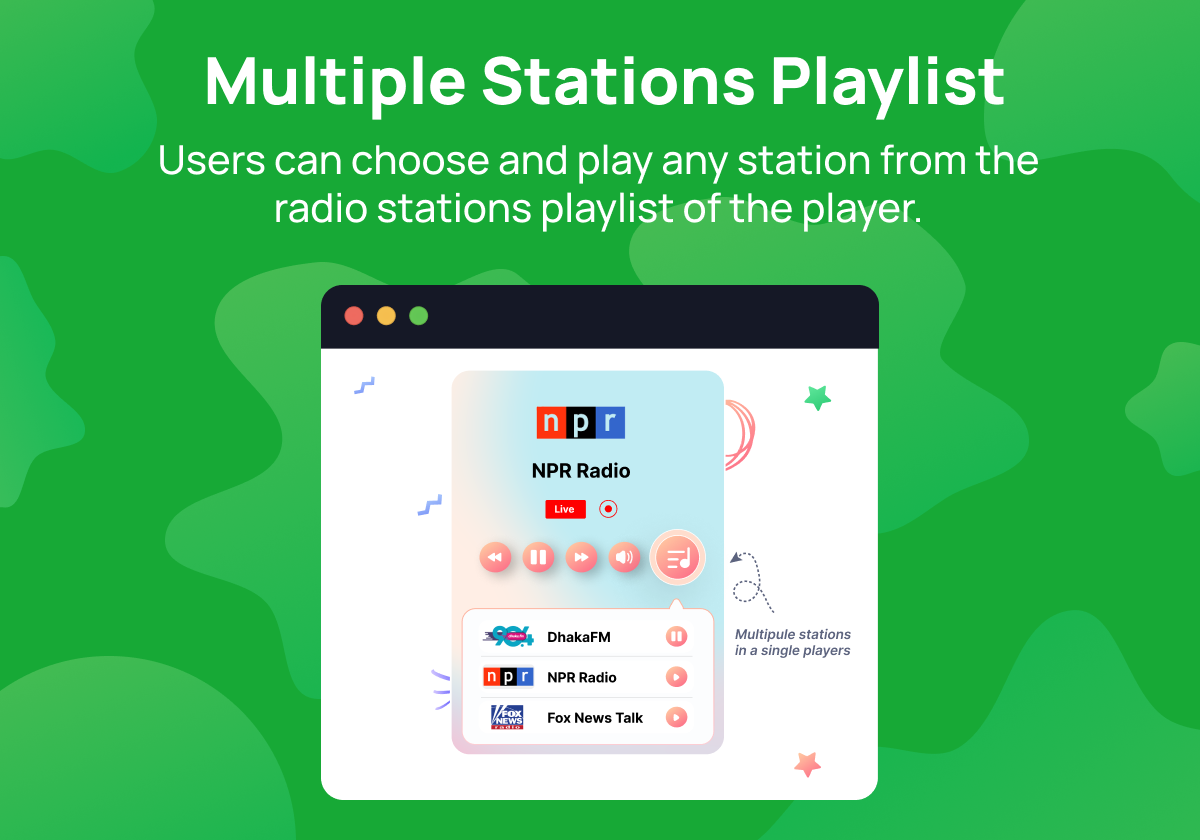 Multiple Stations Playlist
Users can choose and play any station from the
radio stations playlist of the player.
npr
NPR Radio
Live
90.4 dhaka fm
DhakaFM
npr
NPR Radio
FOX
NEWS
radio
Fox News Talk
Multipule stations
in a single players